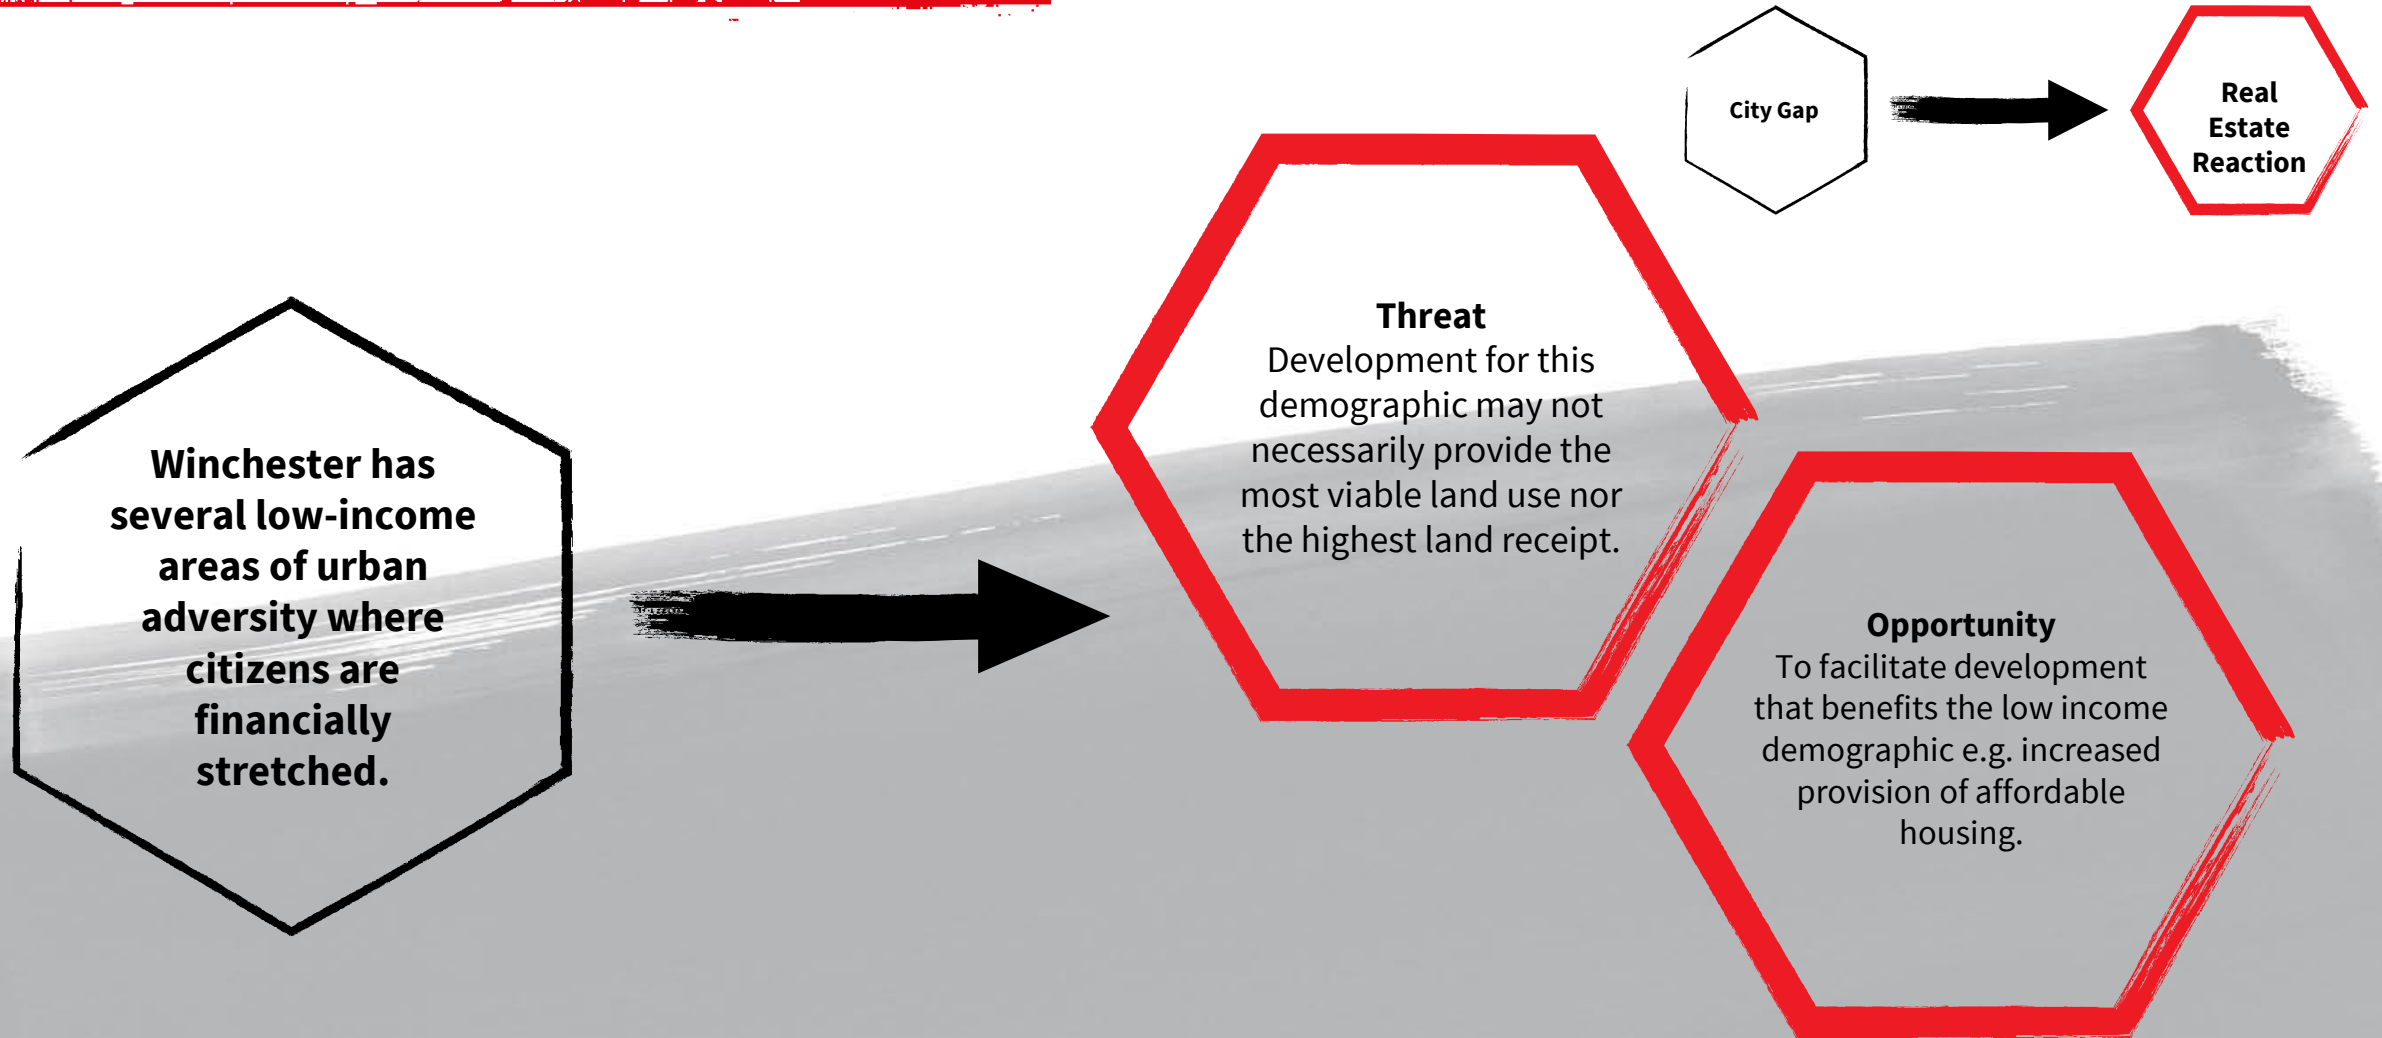 City Gap
Real
Estate
Reaction
Winchester has
several low-income
areas of urban
adversity where
citizens are
financially
stretched.
Threat
Development for this
demographic may not
necessarily provide the
most viable land use nor
the highest land receipt.
Opportunity
To facilitate development
that benefits the low income
demographic e.g. increased
provision of affordable
housing.